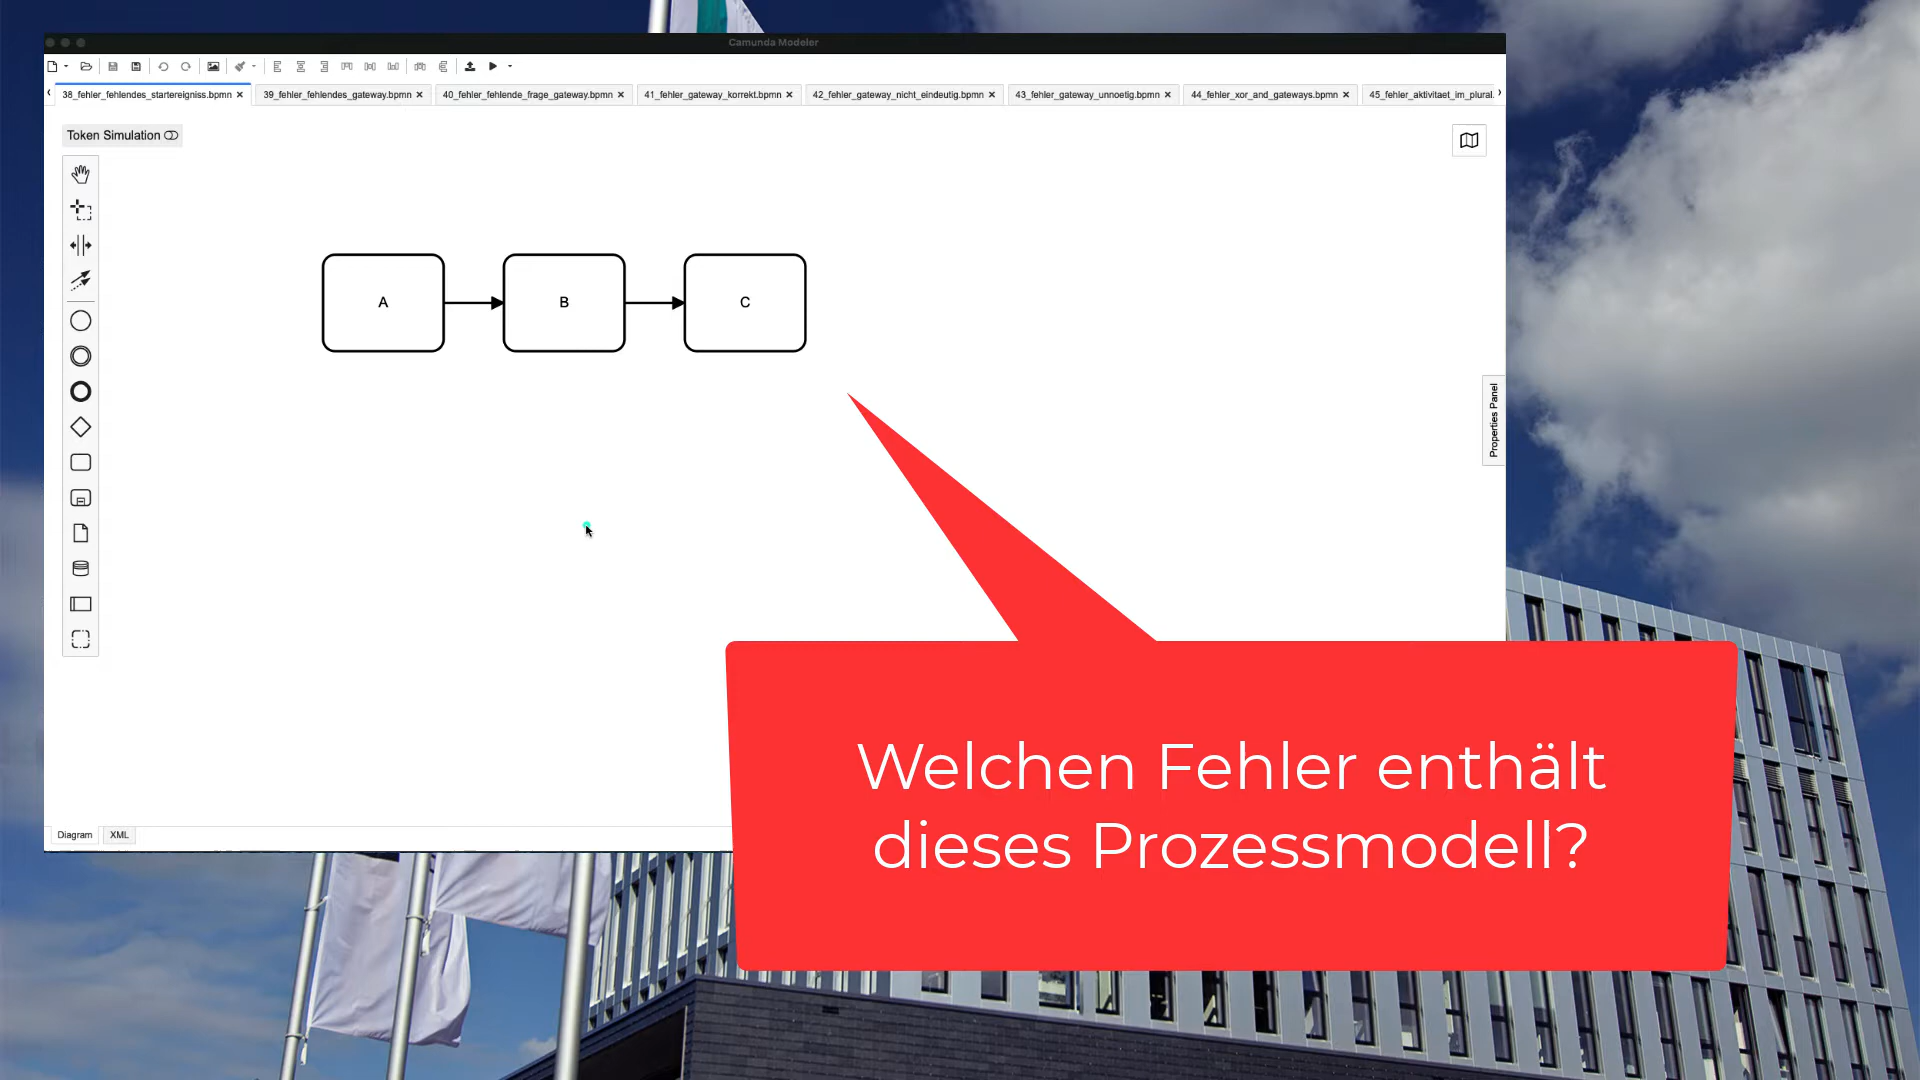 Camunda Modeler
38_fehler_fehlendes_startereigniss.bpmn
39_fehler_fehlendes_gateway.bpmn
40_fehler_fehlende_frage_gateway.bpmn
41_fehler_gateway_korrekt.bpmn
42_fehler_gateway_nicht_eindeutig.bpmn
43_fehler_gateway_unnoetig.bpmn
44_fehler_xor_and_gateways.bpmn
45_fehler_aktivitaet_im_plural.
Token Simulation
A
B
C
Properties Panel
Welchen Fehler enthält
dieses Prozessmodell?
Diagram
XML